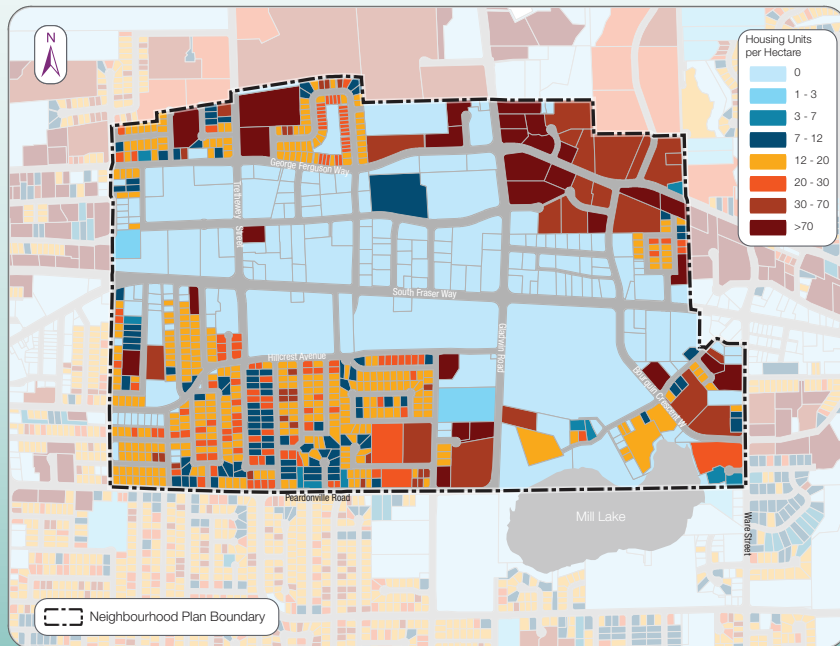 N
Housing Units
per Hectare
0
1 - 3
3 - 7
7 - 12
12 - 20
20 - 30
30 - 70
>70
George Ferguson Way
Trethewey Street
South Fraser Way
Gladwin Road
Hillcrest Avenue
Bourquin Crescent W
Peardonville Road
Mill Lake
Ware Street
Neighbourhood Plan Boundary